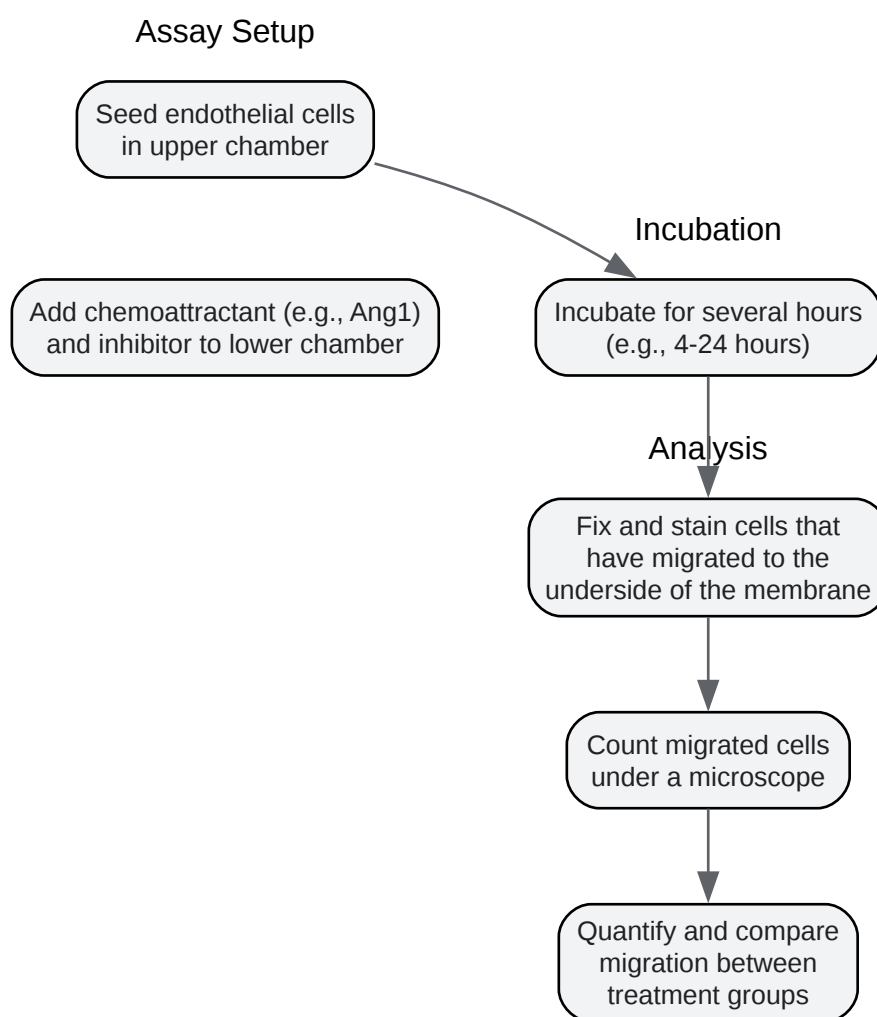 Assay Setup
Seed endothelial cells
in upper chamber
Incubation
Add chemoattractant (e.g., Ang1)
and inhibitor to lower chamber
Incubate for several hours
(e.g., 4-24 hours)
Analysis
Fix and stain cells that
have migrated to the
underside of the membrane
Count migrated cells
under a microscope
Quantify and compare
migration between
treatment groups